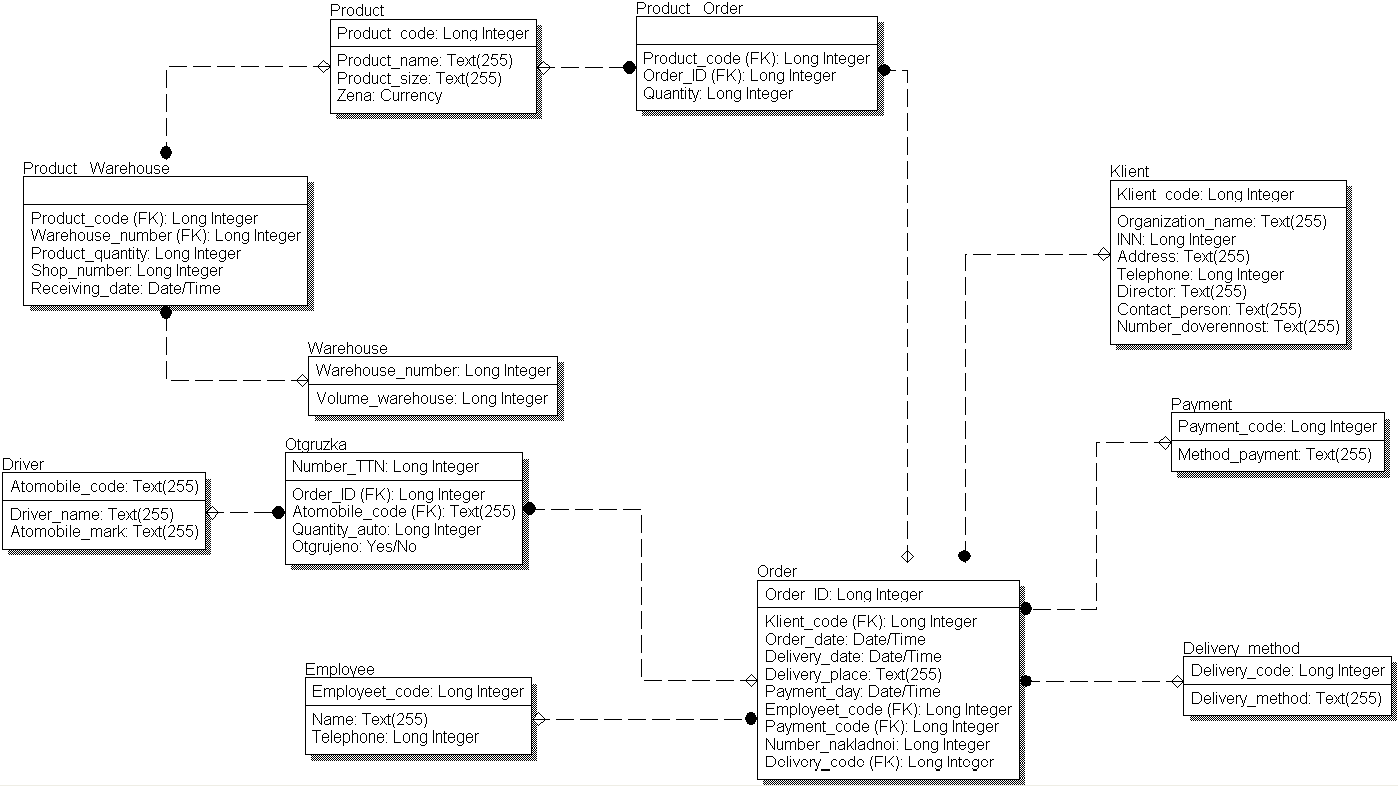 Product
Product_code: Long Integer
Product_name: Text(255)
Product_size: Text(255)
Zena: Currency
Product_Order
Product_code (FK): Long Integer
Order_ID (FK): Long Integer
Quantity: Long Integer
Product_Warehouse
Product_code (FK): Long Integer
Warehouse_number (FK): Long Integer
Product_quantity: Long Integer
Shop_number: Long Integer
Receiving_date: Date/Time
Klient
Klient_code: Long Integer
Organization_name: Text(255)
INN: Long Integer
Address: Text(255)
Telephone: Long Integer
Director: Text(255)
Contact_person: Text(255)
Number_doverennost: Text(255)
Warehouse
Warehouse_number: Long Integer
Volume_warehouse: Long Integer
Payment
Payment_code: Long Integer
Method_payment: Text(255)
Driver
Atomobile_code: Text(255)
Driver_name: Text(255)
Atomobile_mark: Text(255)
Otgruzka
Number_TTN: Long Integer
Order_ID (FK): Long Integer
Atomobile_code (FK): Text(255)
Quantity_auto: Long Integer
Otgrujeno: Yes/No
Order
Order_ID: Long Integer
Klient_code (FK): Long Integer
Order_date: Date/Time
Delivery_date: Date/Time
Delivery_place: Text(255)
Payment_day: Date/Time
Employeet_code (FK): Long Integer
Payment_code (FK): Long Integer
Number_nakladnoi: Long Integer
Delivery_code (FK): Long Integer
Employee
Employeet_code: Long Integer
Name: Text(255)
Telephone: Long Integer
Delivery_method
Delivery_code: Long Integer
Delivery_method: Text(255)